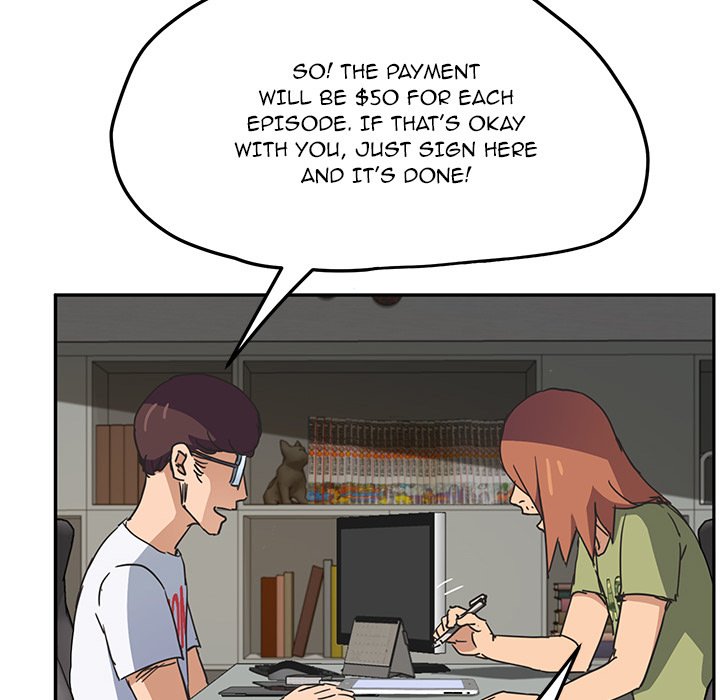 SO! THE PAYMENT
WILL BE $50 FOR EACH
EPISODE. IF THAT'S OKAY
WITH YOU, JUST SIGN HERE
AND IT'S DONE!